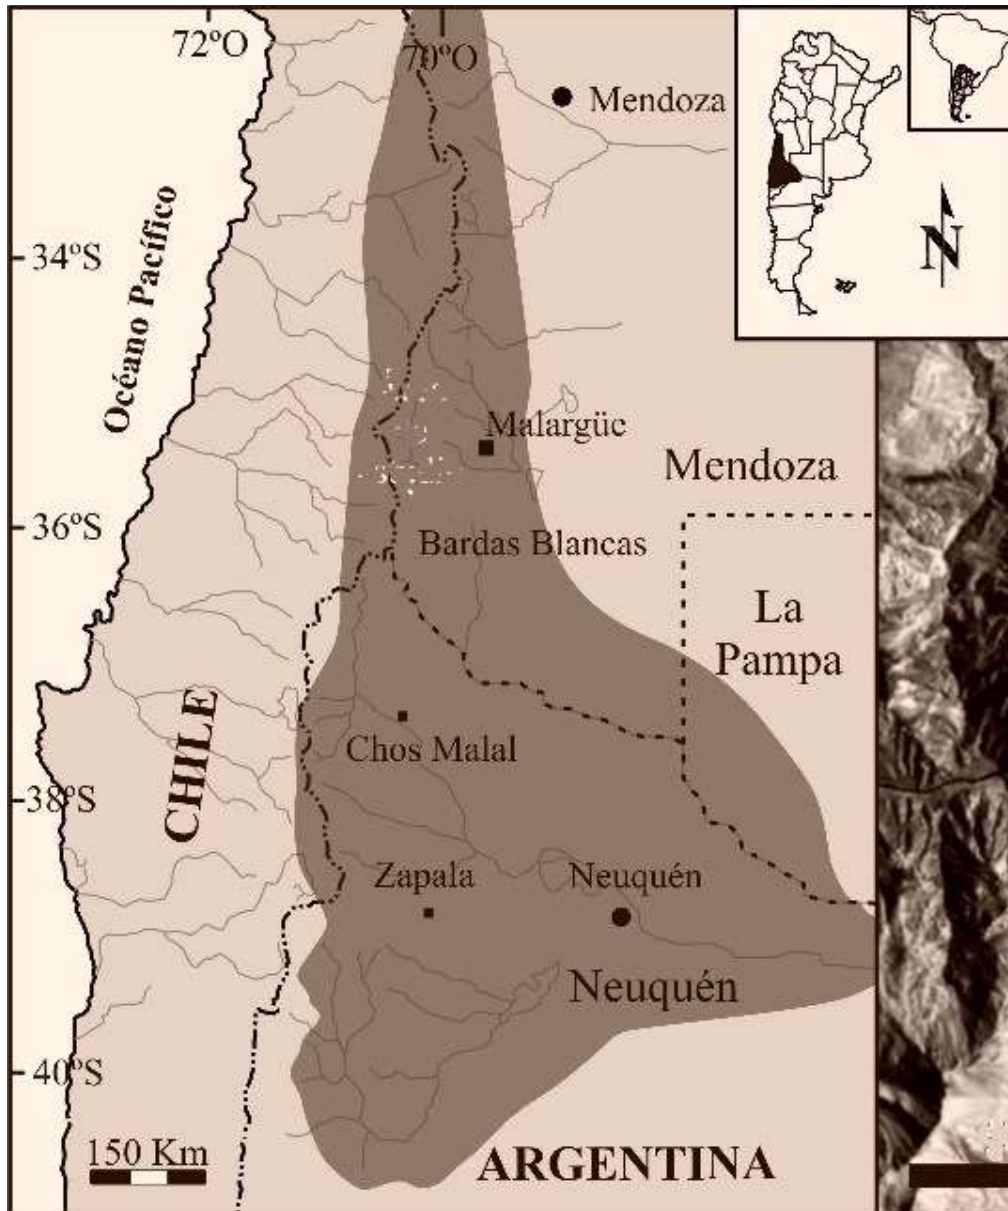 72ºO
70ºO
Mendoza
N
34ºS
Océano Pacífico
Malargüe
Mendoza
36ºS
Bardas Blancas
La
Pampa
CHILE
Chos Malal
38ºS
Zapala
Neuquén
Neuquén
40ºS
150 Km
ARGENTINA